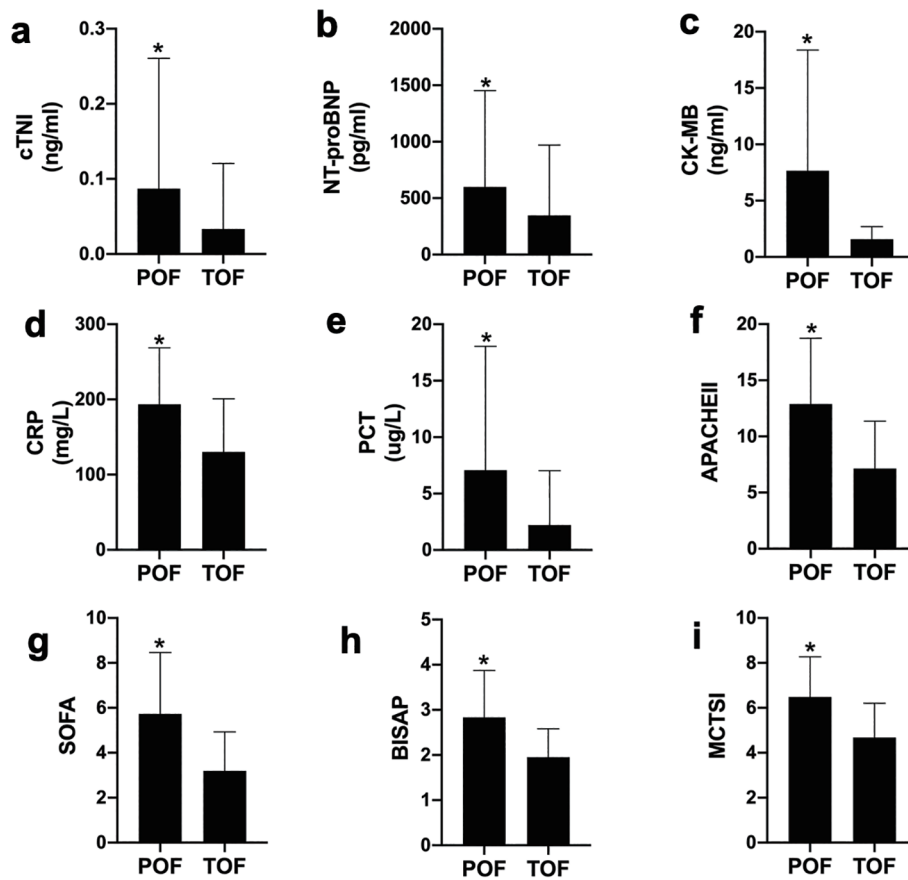 a
cTNI
(ng/ml)
0.3
0.2
0.1
0.0
*
POF TOF
b
NT-proBNP
(pg/ml)
2000
1500
1000
500
0
*
POF TOF
c
CK-MB
(ng/ml)
20
15
10
5
0
*
POF TOF
d
CRP
(mg/L)
300
200
100
0
*
POF TOF
e
PCT
(ug/L)
20
15
10
5
0
*
POF TOF
f
APACHEII
20
15
10
5
0
*
POF TOF
g
SOFA
10
8
6
4
2
0
*
POF TOF
h
BISAP
5
4
3
2
1
0
*
POF TOF
i
MCTSI
10
8
6
4
2
0
*
POF TOF